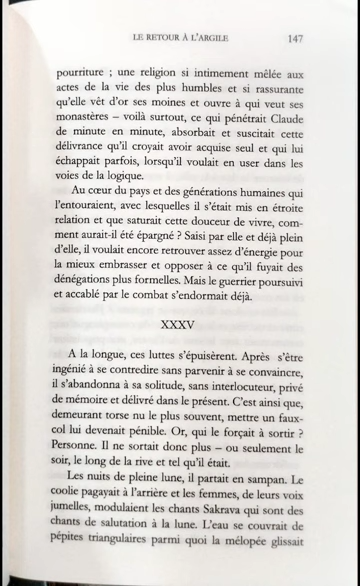 LE RETOUR À L'ARGILE 147
pourriture ; une religion si intimement mêlée aux
actes de la vie des plus humbles et si rassurante
qu'elle vêt d'or ses moines et ouvre à qui veut ses
monastères – voilà surtout, ce qui pénétrait Claude
de minute en minute, absorbait et suscitait cette
délivrance qu'il croyait avoir acquise seul et qui lui
échappait parfois, lorsqu'il voulait en user dans les
voies de la logique.
Au cœur du pays et des générations humaines qui
l'entouraient, avec lesquelles il s'était mis en étroite
relation et que saturait cette douceur de vivre, com-
ment aurait-il été épargné ? Saisi par elle et déjà plein
d'elle, il voulait encore retrouver assez d'énergie pour
la mieux embrasser et opposer à ce qu'il fuyait des
dénégations plus formelles. Mais le guerrier poursuivi
et accablé par le combat s'endormait déjà.
XXXV
A la longue, ces luttes s'épuisèrent. Après s'être
ingénié à se contredire sans parvenir à se convaincre,
il s'abandonna à sa solitude, sans interlocuteur, privé
de mémoire et délivré dans le présent. C'est ainsi que,
demeurant torse nu le plus souvent, mettre un faux-
col lui devenait pénible. Or, qui le forçait à sortir ?
Personne. Il ne sortait donc plus – ou seulement le
soir, le long de la rive et tel qu'il était.
Les nuits de pleine lune, il partait en sampan. Le
coolie pagayait à l'arrière et les femmes, de leurs voix
jumelles, modulaient les chants Sakrava qui sont des
chants de salutation à la lune. L'eau se couvrait de
pépites triangulaires parmi quoi la mélopée glissait